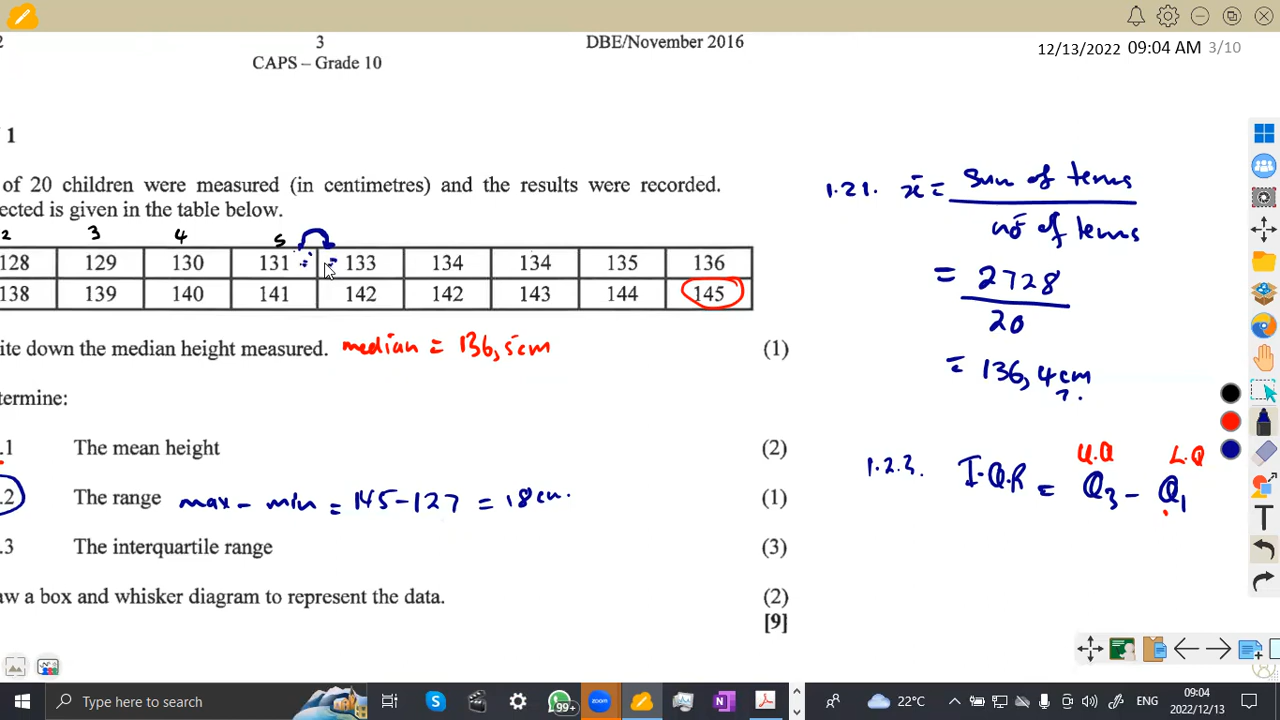 12/13/2022 09:04 AM 3/10
2 3 DBE/November 2016
CAPS – Grade 10
1
of 20 children were measured (in centimetres) and the results were recorded.
ected is given in the table below.
2 3 4 5
128 129 130 131 133 134 134 135 136
138 139 140 141 142 142 143 144 145
ite down the median height measured. median = 136,5cm (1)
termine:
.1 The mean height (2)
.2 The range max - min = 145-127 = 18cm. (1)
.3 The interquartile range (3)
aw a box and whisker diagram to represent the data. (2)
[9]
1.21. x̄ = sum of terms
no of terms
= 2728
20
= 136,4cm
U.Q L.Q
1.2.3. I.Q.R = Q3 - Q1
Type here to search
99+
22°C
ENG
09:04
2022/12/13